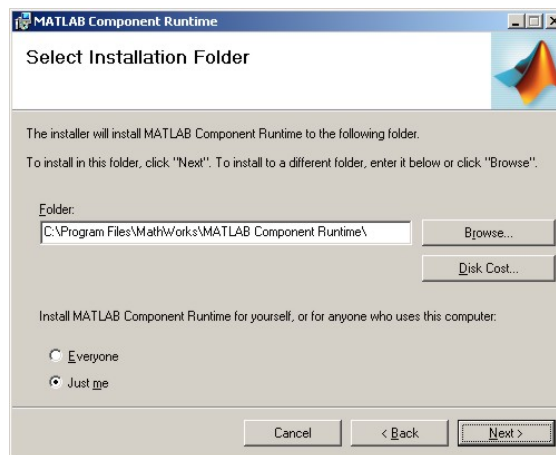 MATLAB Component Runtime
Select Installation Folder
The installer will install MATLAB Component Runtime to the following folder.
To install in this folder, click "Next". To install to a different folder, enter it below or click "Browse".
Folder:
C:\Program Files\MathWorks\MATLAB Component Runtime\
Browse...
Disk Cost...
Install MATLAB Component Runtime for yourself, or for anyone who uses this computer:
Everyone
Just me
Cancel
< Back
Next >